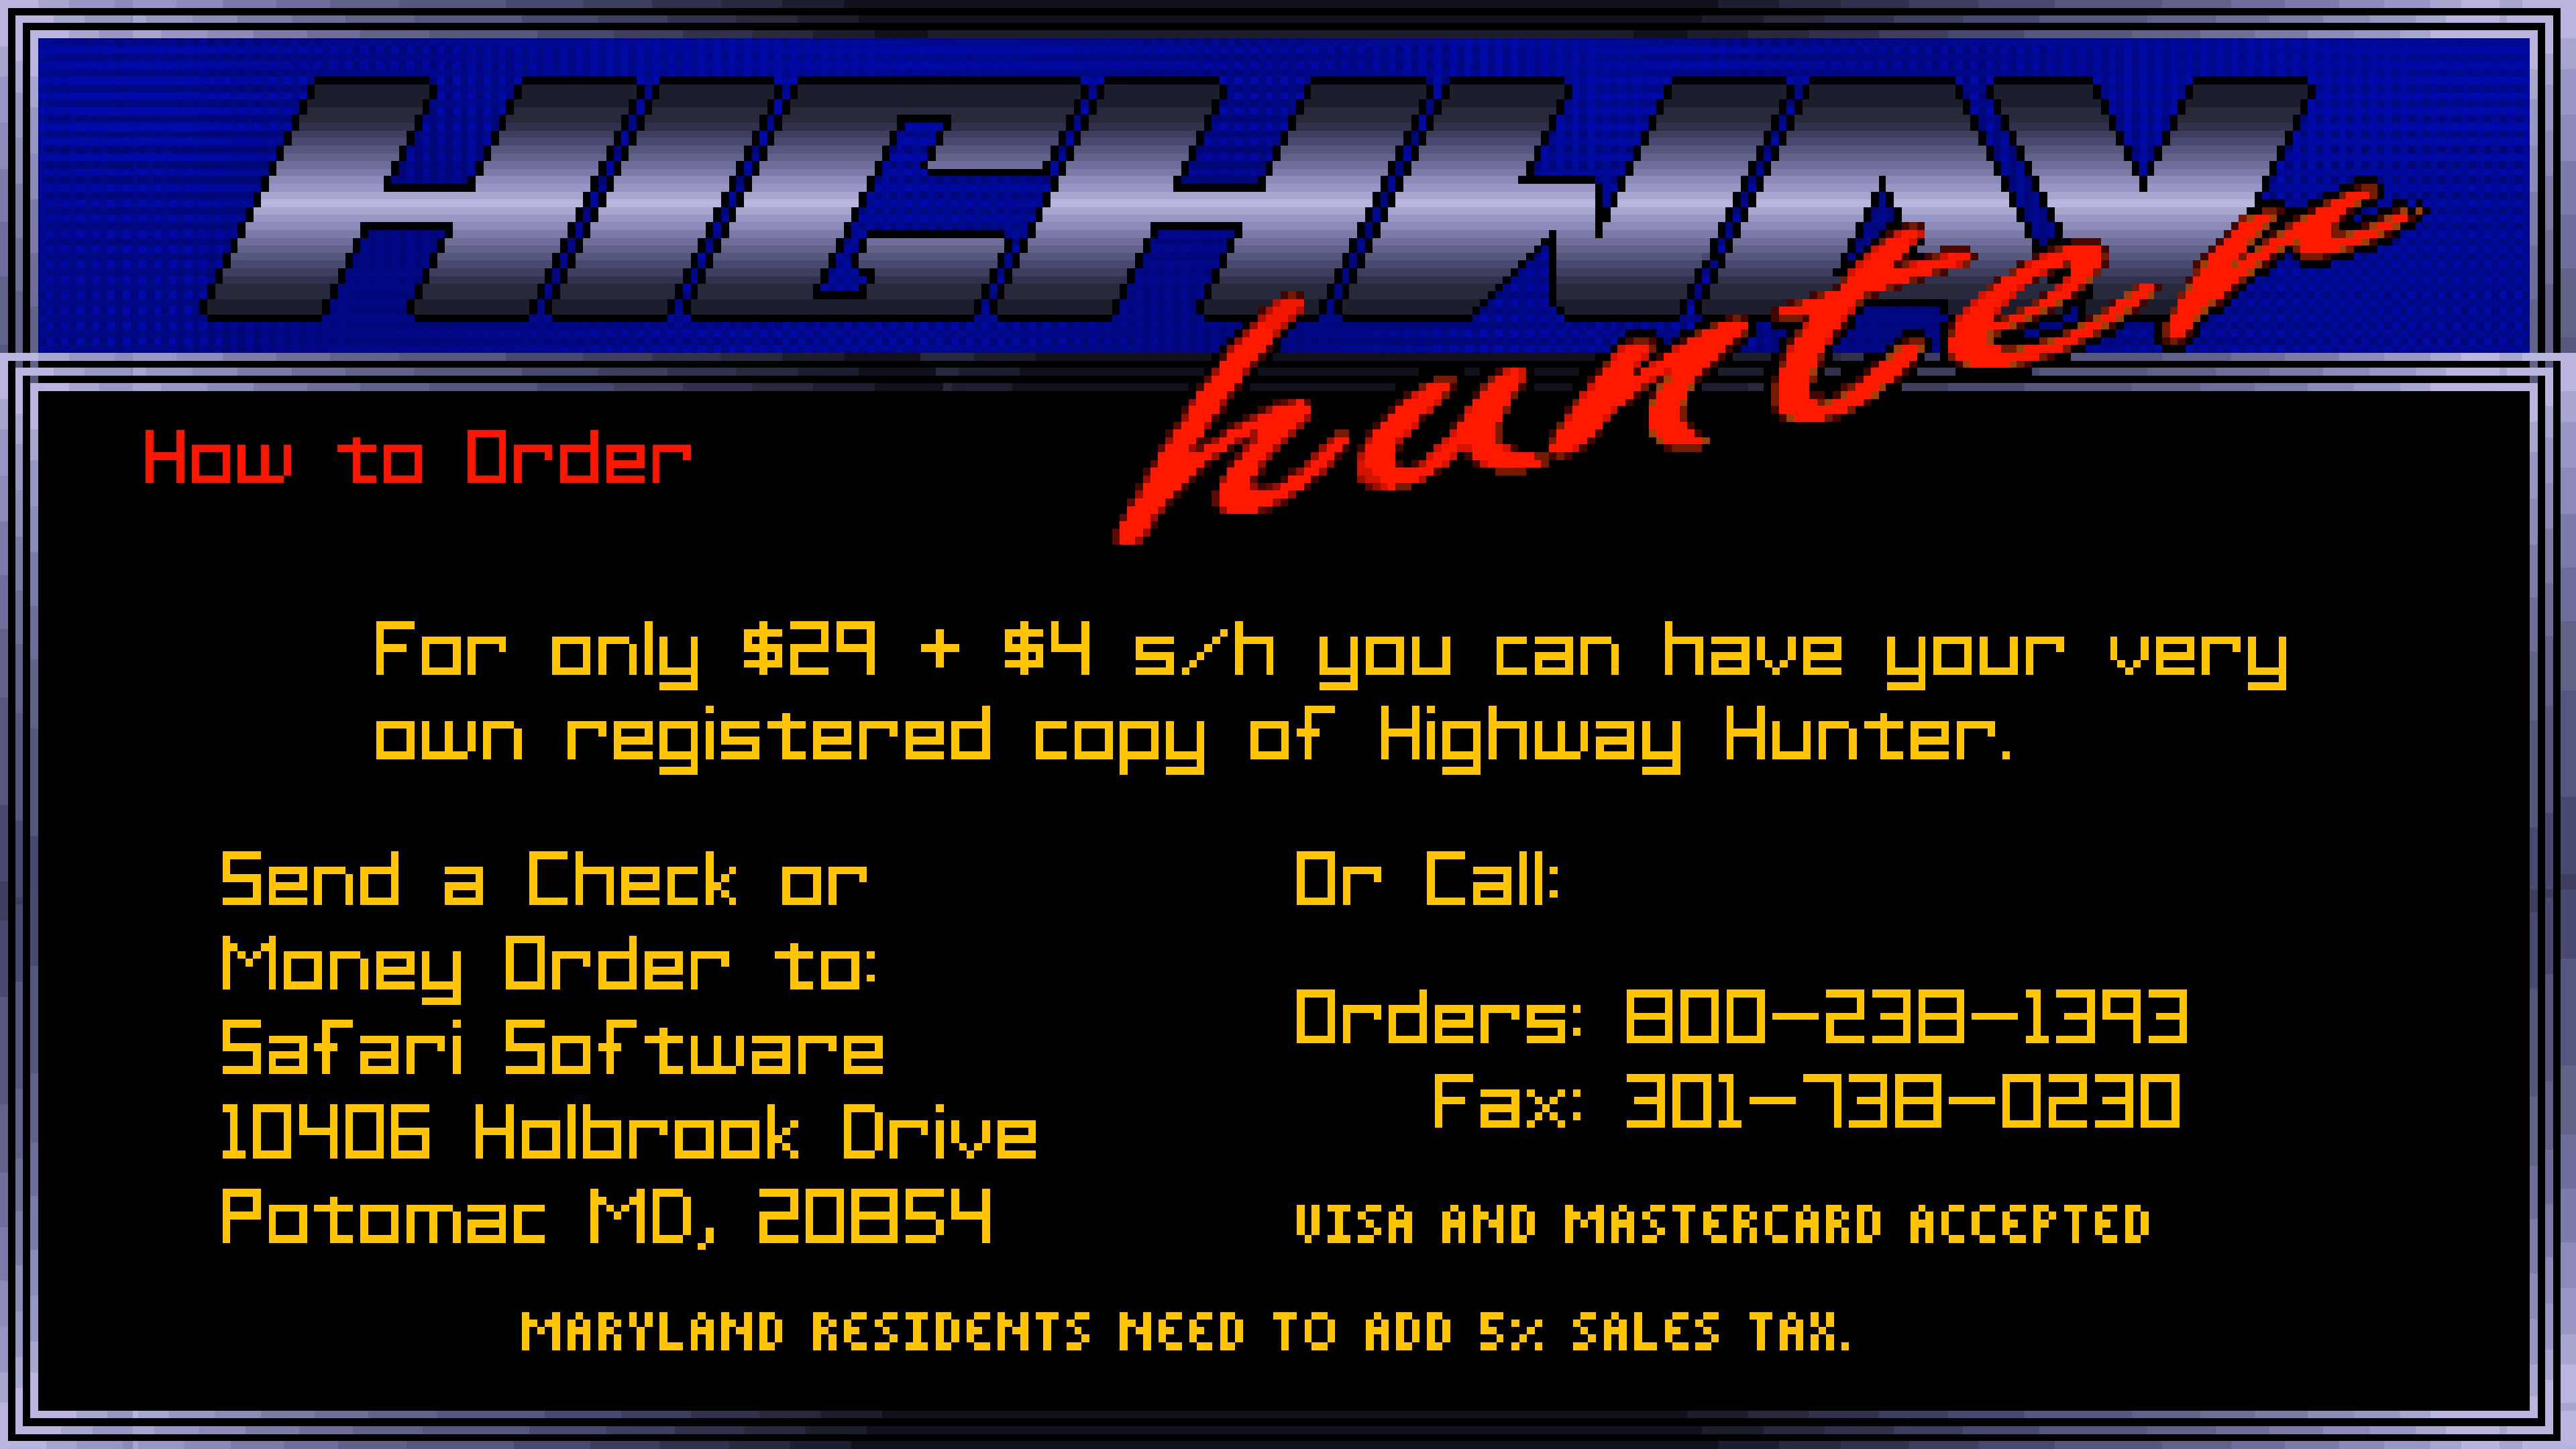 HIGHWAY
hunter
How to Order
For only $29 + $4 s/h you can have your very
own registered copy of Highway Hunter.
Send a Check or
Money Order to:
Safari Software
10406 Holbrook Drive
Potomac MD, 20854
Or Call:
Orders: 800-238-1393
Fax: 301-738-0230
VISA AND MASTERCARD ACCEPTED
MARYLAND RESIDENTS NEED TO ADD 5% SALES TAX.